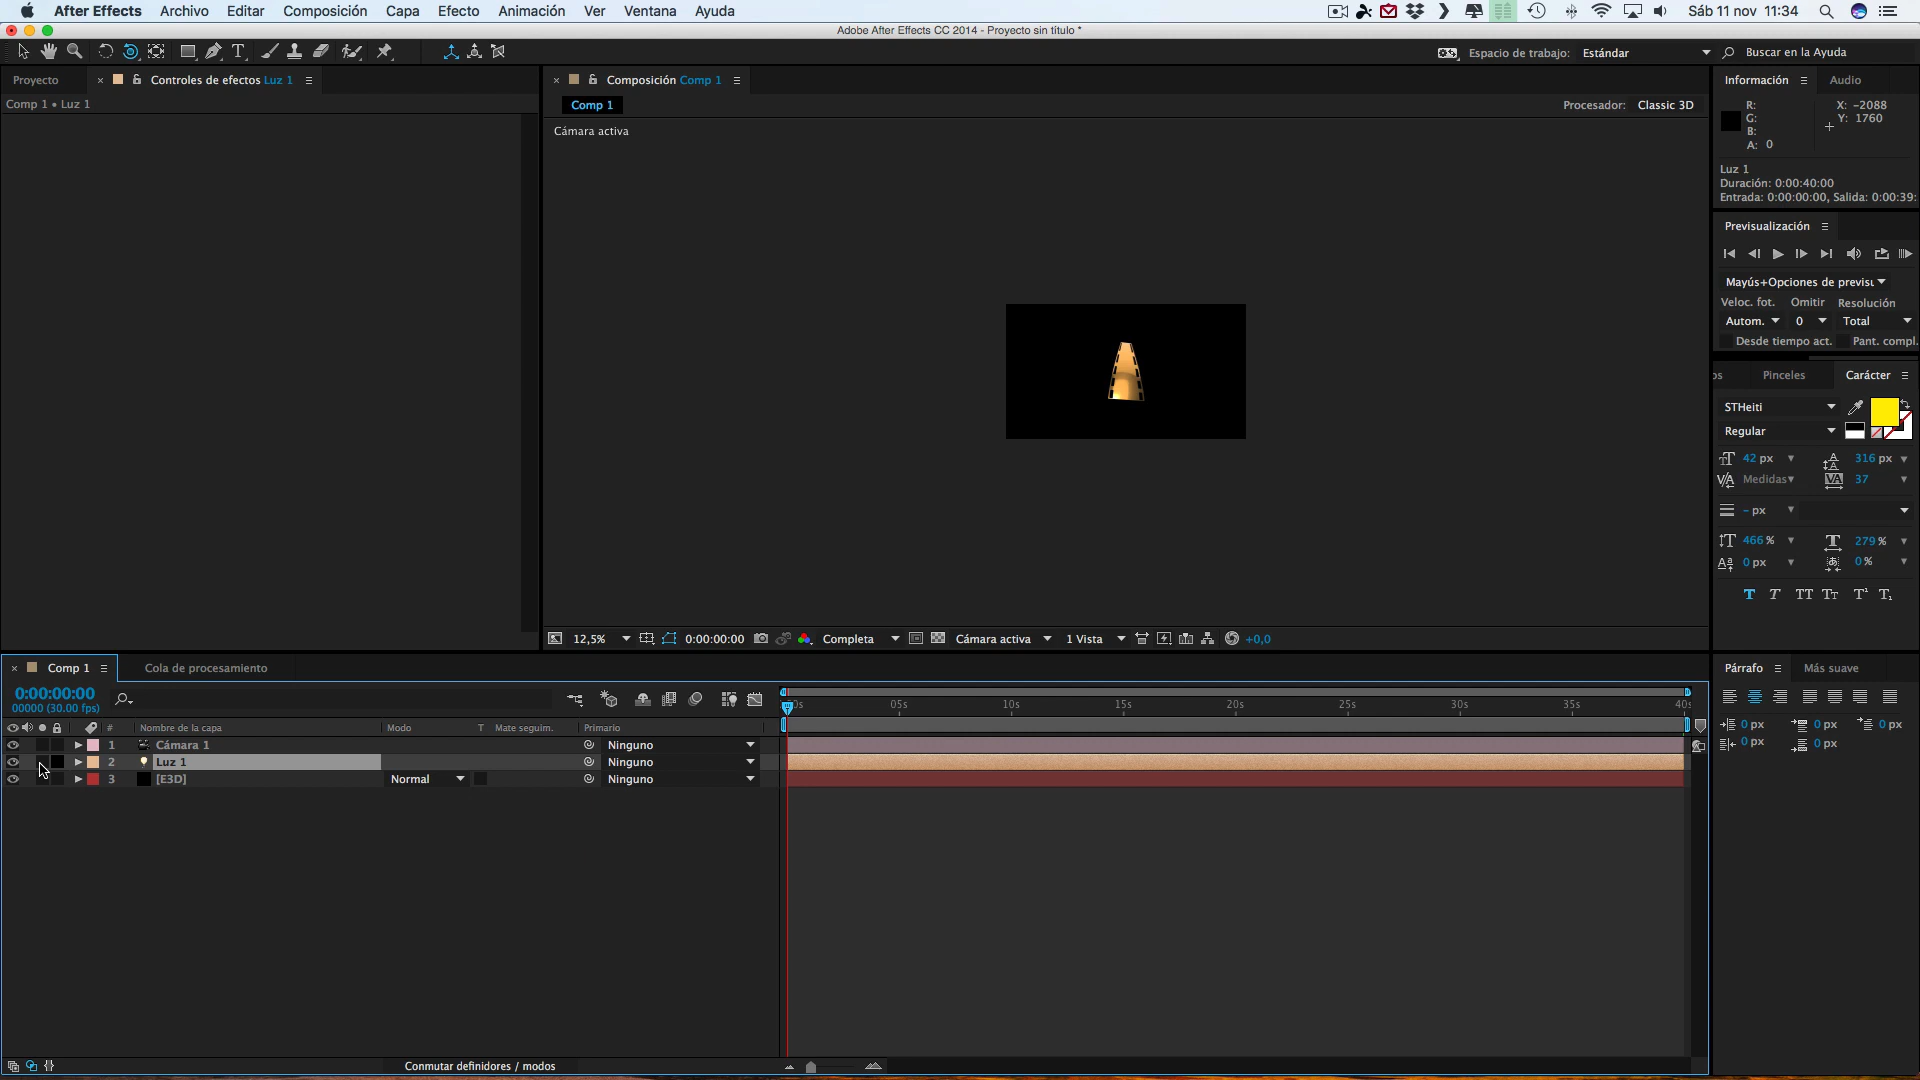 After Effects Archivo Editar Composición Capa Efecto Animación Ver Ventana Ayuda Sáb 11 nov 11:34
Adobe After Effects CC 2014 - Proyecto sin título *
Espacio de trabajo: Estándar Buscar en la Ayuda
Proyecto Controles de efectos Luz 1 Composición Comp 1 Información Audio
Comp 1 • Luz 1
Comp 1
Procesador: Classic 3D
Cámara activa
R:
G:
B:
A: 0
X: -2088
Y: 1760
Luz 1
Duración: 0:00:40:00
Entrada: 0:00:00:00, Salida: 0:00:39:
Previsualización
Mayús+Opciones de previsu
Veloc. fot. Omitir Resolución
Autom. 0 Total
Desde tiempo act. Pant. compl.
os Pinceles Carácter
STHeiti
Regular
42 px 316 px
Medidas 37
- px
466 % 279 %
0 px 0 %
T T TT Tt T¹ T₁
12,5% 0:00:00:00 Completa Cámara activa 1 Vista +0,0
Comp 1 Cola de procesamiento
Párrafo Más suave
0:00:00:00
00000 (30.00 fps)
05s 10s 15s 20s 25s 30s 35s
0 px 0 px 0 px
0 px 0 px
# Nombre de la capa Modo T Mate seguim. Primario
1 Cámara 1 Ninguno
2 Luz 1 Ninguno
3 [E3D] Normal Ninguno
Conmutar definidores / modos